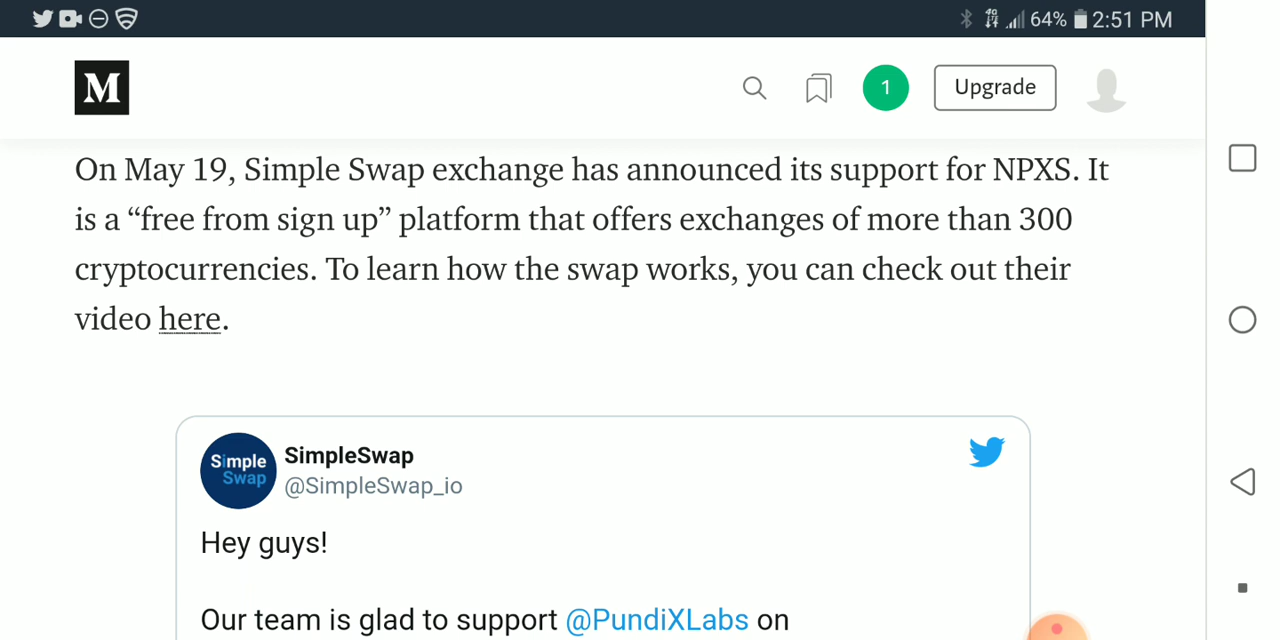 64% 2:51 PM
M
1
Upgrade
On May 19, Simple Swap exchange has announced its support for NPXS. It
is a “free from sign up” platform that offers exchanges of more than 300
cryptocurrencies. To learn how the swap works, you can check out their
video here.
Simple
Swap
SimpleSwap
@SimpleSwap_io
Hey guys!
Our team is glad to support @PundiXLabs on